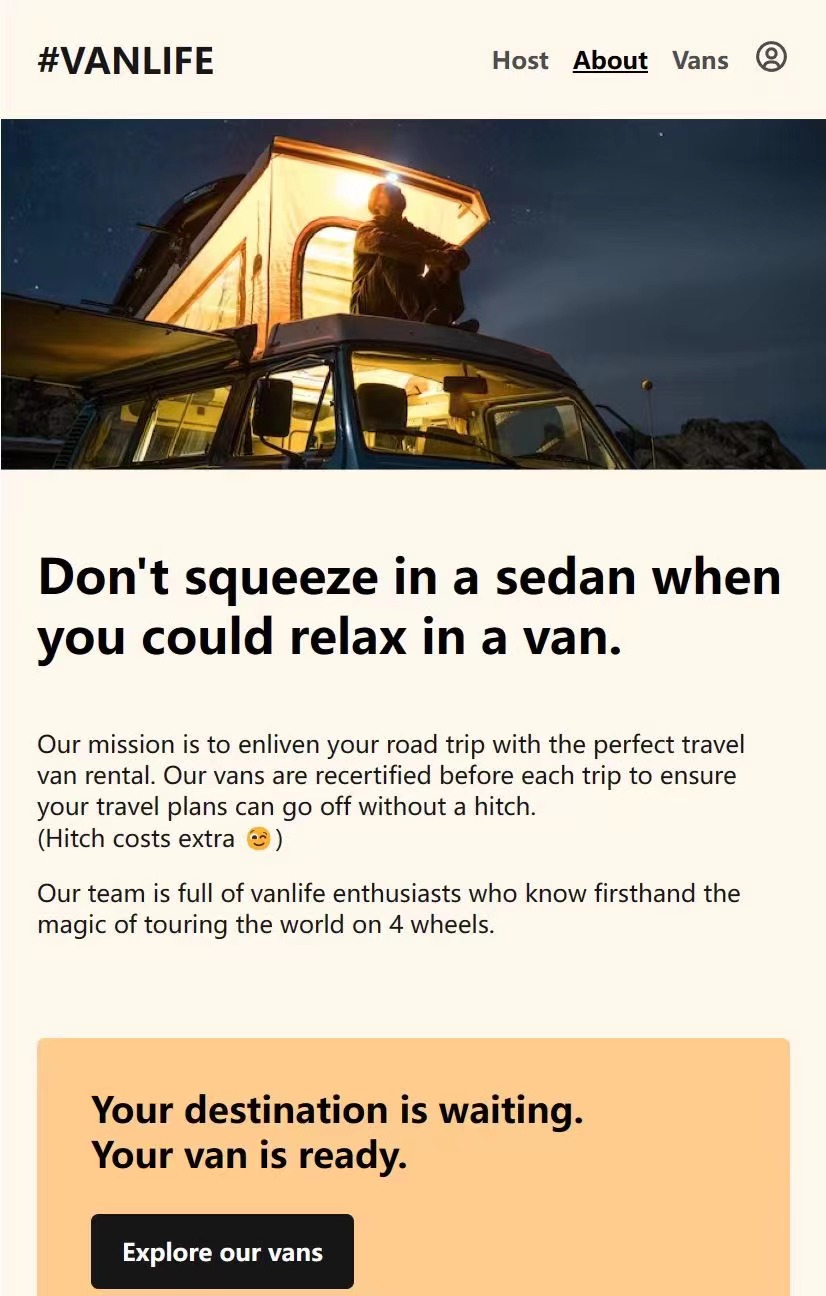 #VANLIFE
Host About Vans
Don't squeeze in a sedan when
you could relax in a van.
Our mission is to enliven your road trip with the perfect travel
van rental. Our vans are recertified before each trip to ensure
your travel plans can go off without a hitch.
(Hitch costs extra 😉)
Our team is full of vanlife enthusiasts who know firsthand the
magic of touring the world on 4 wheels.
Your destination is waiting.
Your van is ready.
Explore our vans